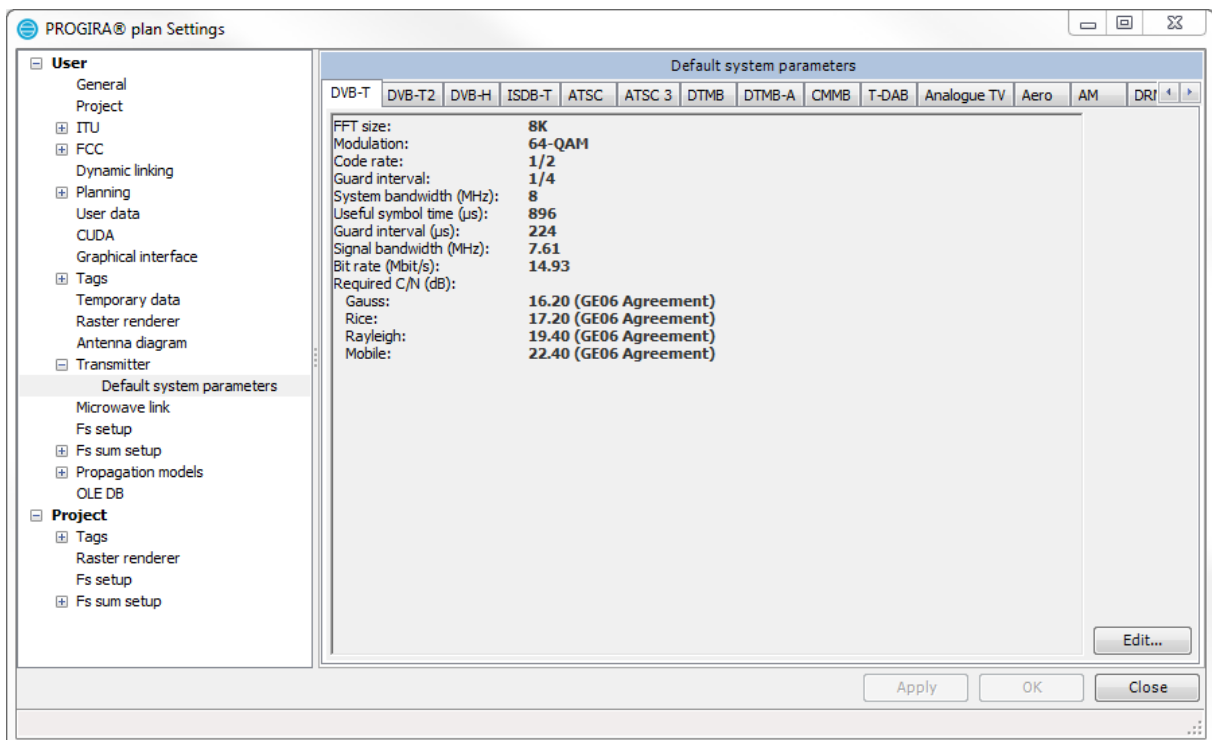 PROGIRA® plan Settings
User
General
Project
ITU
FCC
Dynamic linking
Planning
User data
CUDA
Graphical interface
Tags
Temporary data
Raster renderer
Antenna diagram
Transmitter
Default system parameters
Microwave link
Fs setup
Fs sum setup
Propagation models
OLE DB
Project
Tags
Raster renderer
Fs setup
Fs sum setup
Default system parameters
DVB-T DVB-T2 DVB-H ISDB-T ATSC ATSC 3 DTMB DTMB-A CMMB T-DAB Analogue TV Aero AM
FFT size: 8K
Modulation: 64-QAM
Code rate: 1/2
Guard interval: 1/4
System bandwidth (MHz): 8
Useful symbol time (µs): 896
Guard interval (µs): 224
Signal bandwidth (MHz): 7.61
Bit rate (Mbit/s): 14.93
Required C/N (dB):
Gauss: 16.20 (GE06 Agreement)
Rice: 17.20 (GE06 Agreement)
Rayleigh: 19.40 (GE06 Agreement)
Mobile: 22.40 (GE06 Agreement)
Edit...
Apply OK Close